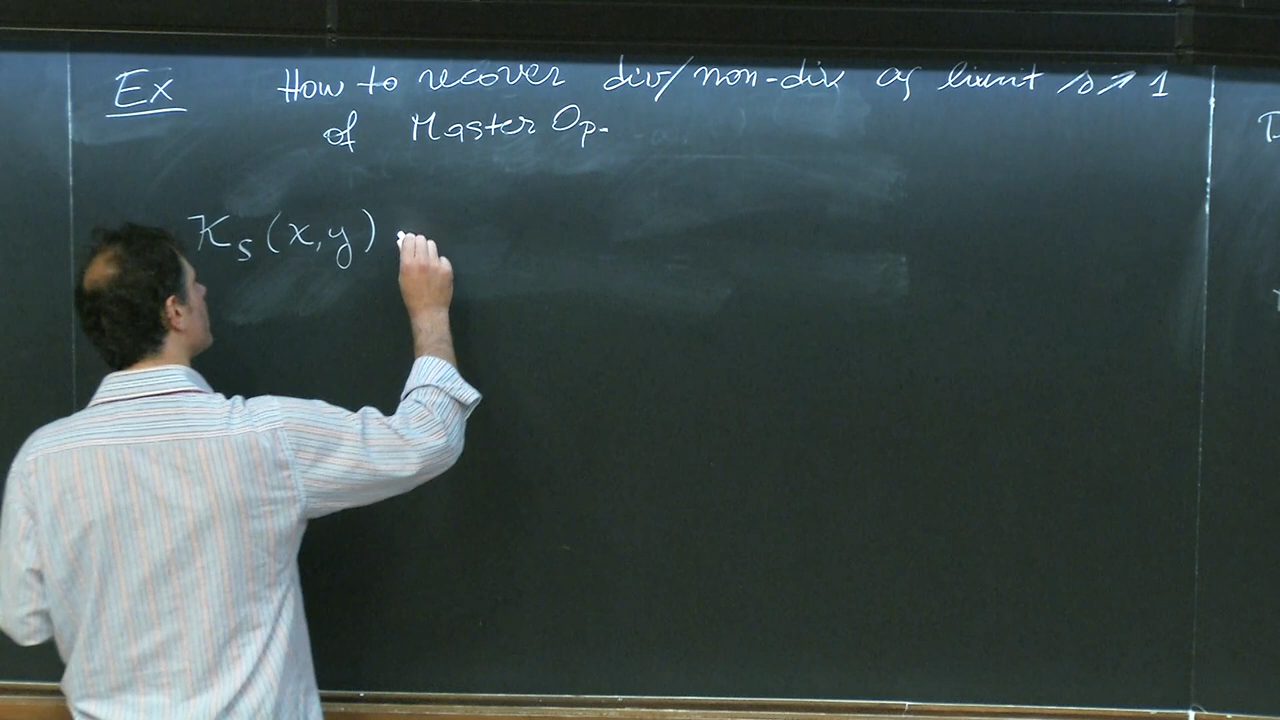 Ex How to recover div/non-div as limit s↗1
of Master Op.
K_s(x,y)